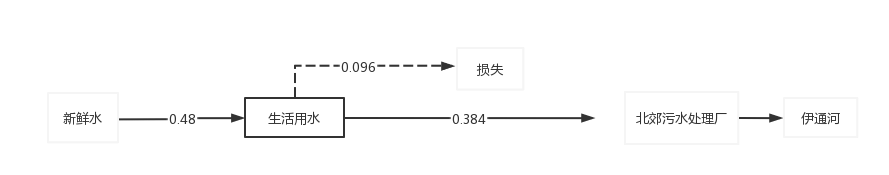 0.096
损失
新鲜水
0.48
生活用水
0.384
北郊污水处理厂
伊通河